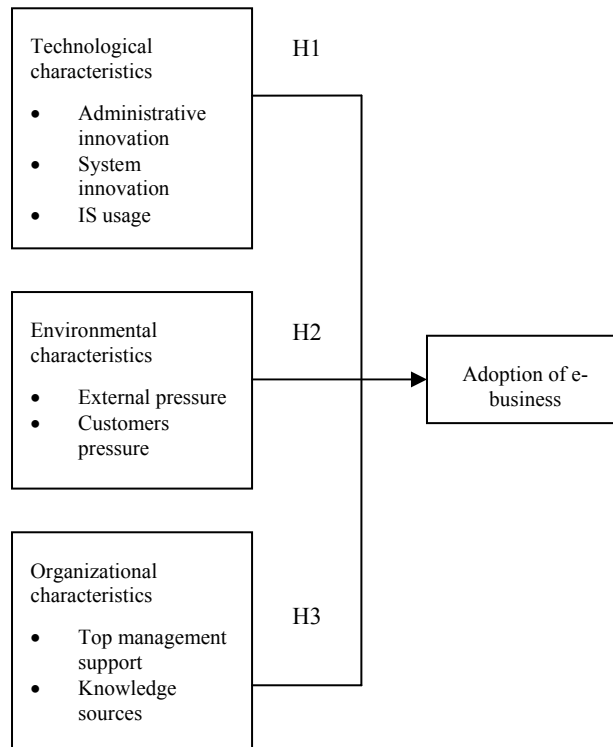 Technological
characteristics
• Administrative
innovation
• System
innovation
• IS usage
H1
Environmental
characteristics
• External pressure
• Customers
pressure
H2
Adoption of e-
business
Organizational
characteristics
• Top management
support
• Knowledge
sources
H3